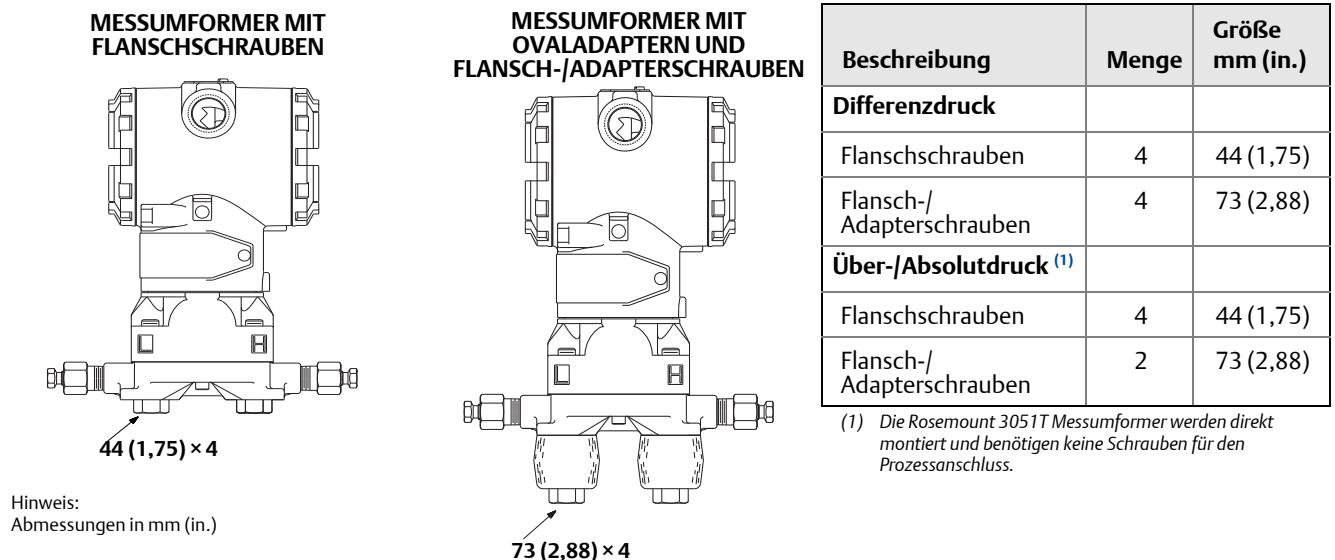 MESSUMFORMER MIT
FLANSCHSCHRAUBEN
L
H
44 (1,75) × 4
Hinweis:
Abmessungen in mm (in.)
MESSUMFORMER MIT
OVALADAPTERN UND
FLANSCH-/ADAPTERSCHRAUBEN
L
H
73 (2,88) × 4
Beschreibung Menge Größe
mm (in.)
Differenzdruck
Flanschschrauben 4 44 (1,75)
Flansch-/
Adapterschrauben 4 73 (2,88)
Über-/Absolutdruck (1)
Flanschschrauben 4 44 (1,75)
Flansch-/
Adapterschrauben 2 73 (2,88)
(1) Die Rosemount 3051T Messumformer werden direkt
montiert und benötigen keine Schrauben für den
Prozessanschluss.